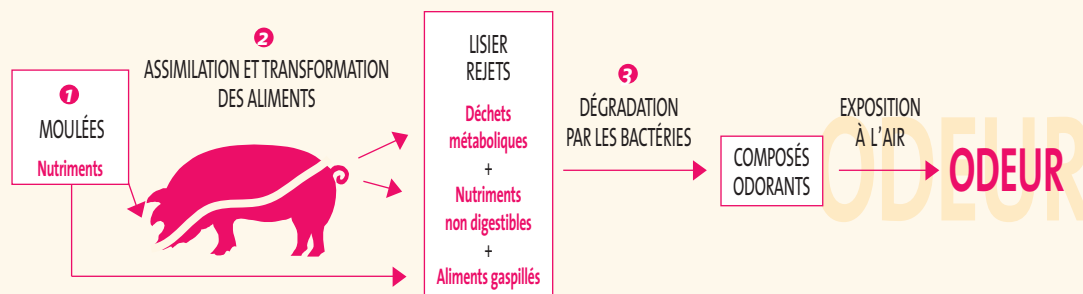 1
MOULÉES
Nutriments
2
ASSIMILATION ET TRANSFORMATION
DES ALIMENTS
LISIER
REJETS
Déchets
métaboliques
+
Nutriments
non digestibles
+
Aliments gaspillés
3
DÉGRADATION
PAR LES BACTÉRIES
COMPOSÉS
ODORANTS
EXPOSITION
À L'AIR
ODEUR
ODEUR